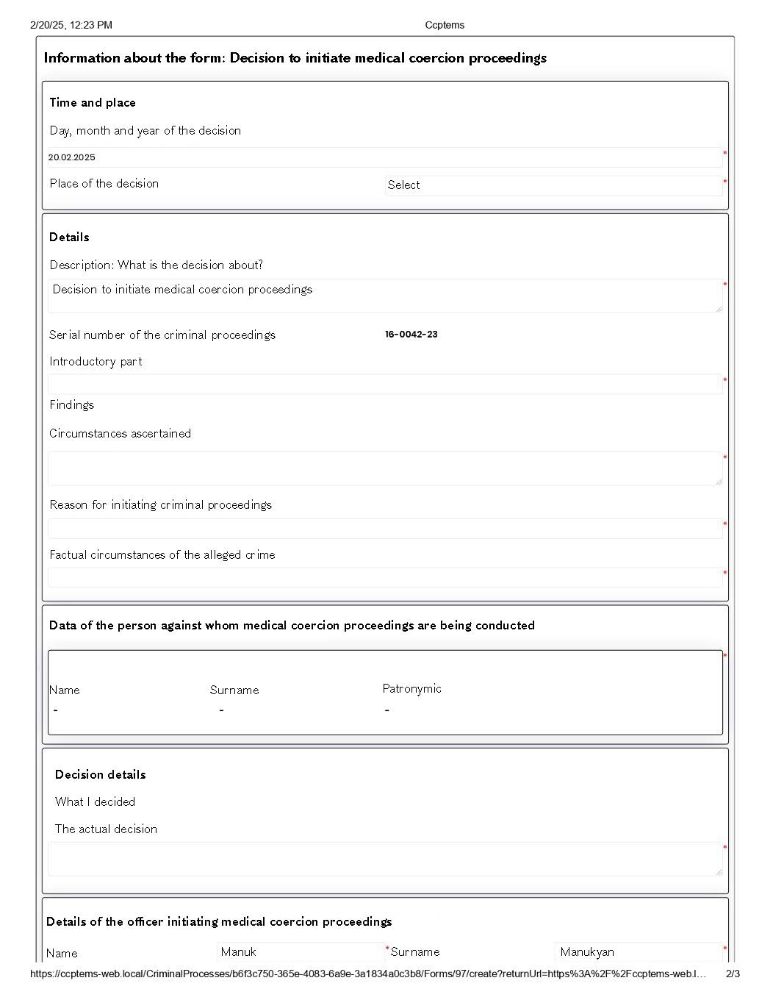 2/20/25, 12:23 PM Ccptems
Information about the form: Decision to initiate medical coercion proceedings
Time and place
Day, month and year of the decision
20.02.2025 *
Place of the decision Select *
Details
Description: What is the decision about?
Decision to initiate medical coercion proceedings *
Serial number of the criminal proceedings 16-0042-23
Introductory part
*
Findings
Circumstances ascertained
*
Reason for initiating criminal proceedings
*
Factual circumstances of the alleged crime
*
Data of the person against whom medical coercion proceedings are being conducted
*
Name Surname Patronymic
- - -
Decision details
What I decided
The actual decision
*
Details of the officer initiating medical coercion proceedings
Name Manuk * Surname Manukyan *
https://ccptems-web.local/CriminalProcesses/b6f3c750-365e-4083-6a9e-3a1834a0c3b8/Forms/97/create?returnUrl=https%3A%2F%2Fccptems-web.l... 2/3